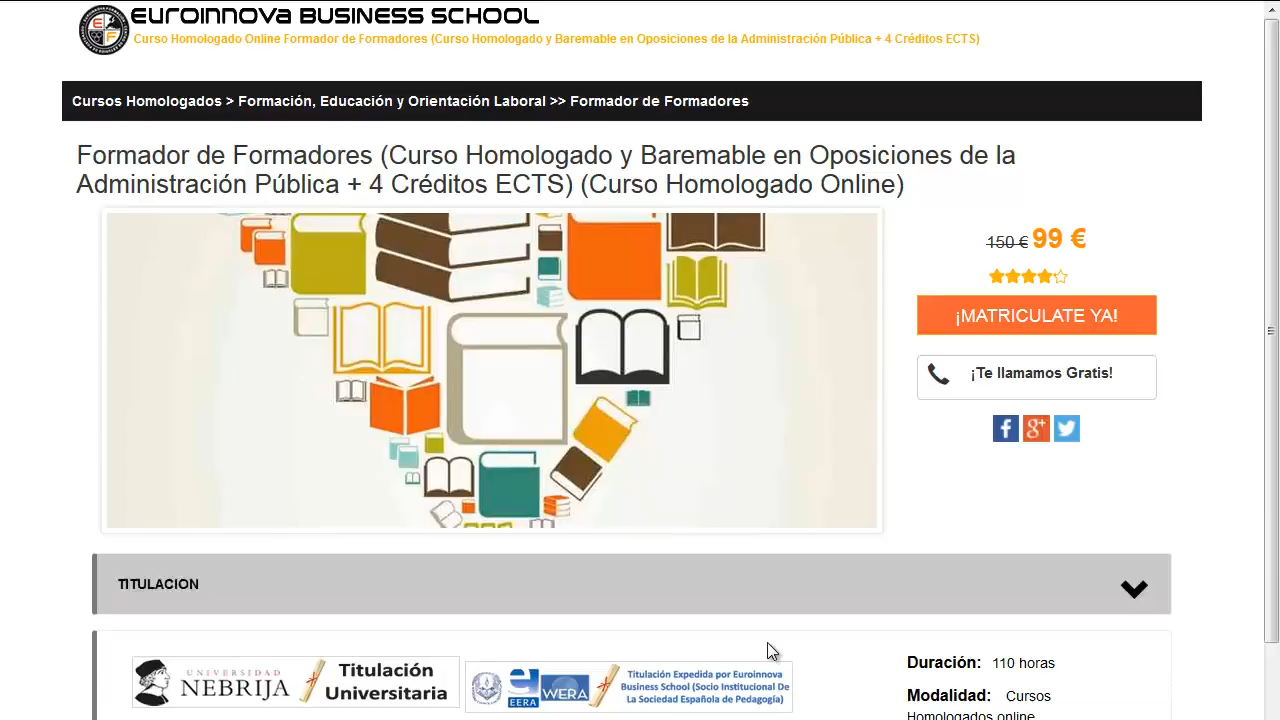 EUROINNOVA BUSINESS SCHOOL
Curso Homologado Online Formador de Formadores (Curso Homologado y Baremable en Oposiciones de la Administración Pública + 4 Créditos ECTS)
Cursos Homologados > Formación, Educación y Orientación Laboral >> Formador de Formadores
Formador de Formadores (Curso Homologado y Baremable en Oposiciones de la
Administración Pública + 4 Créditos ECTS) (Curso Homologado Online)
150 € 99 €
¡MATRICULATE YA!
¡Te llamamos Gratis!
TITULACION
UNIVERSIDAD
NEBRIJA
Titulación
Universitaria
EERA
WERA
Titulación Expedida por Euroinnova
Business School (Socio Institucional De
La Sociedad Española de Pedagogía)
Duración: 110 horas
Modalidad: Cursos
Homologados online